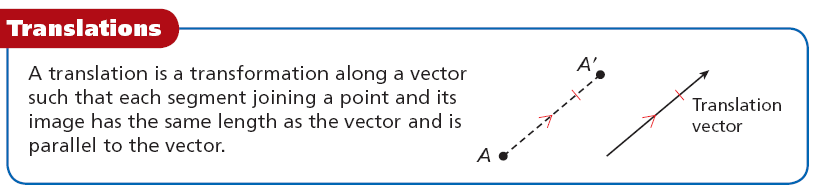 Translations
A translation is a transformation along a vector
such that each segment joining a point and its
image has the same length as the vector and is
parallel to the vector.
A′
A
Translation
vector